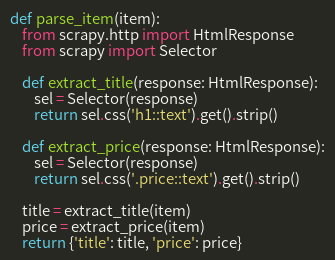 def parse_item(item):
    from scrapy.http import HtmlResponse
    from scrapy import Selector

    def extract_title(response: HtmlResponse):
        sel = Selector(response)
        return sel.css('h1::text').get().strip()

    def extract_price(response: HtmlResponse):
        sel = Selector(response)
        return sel.css('.price::text').get().strip()

    title = extract_title(item)
    price = extract_price(item)
    return {'title': title, 'price': price}